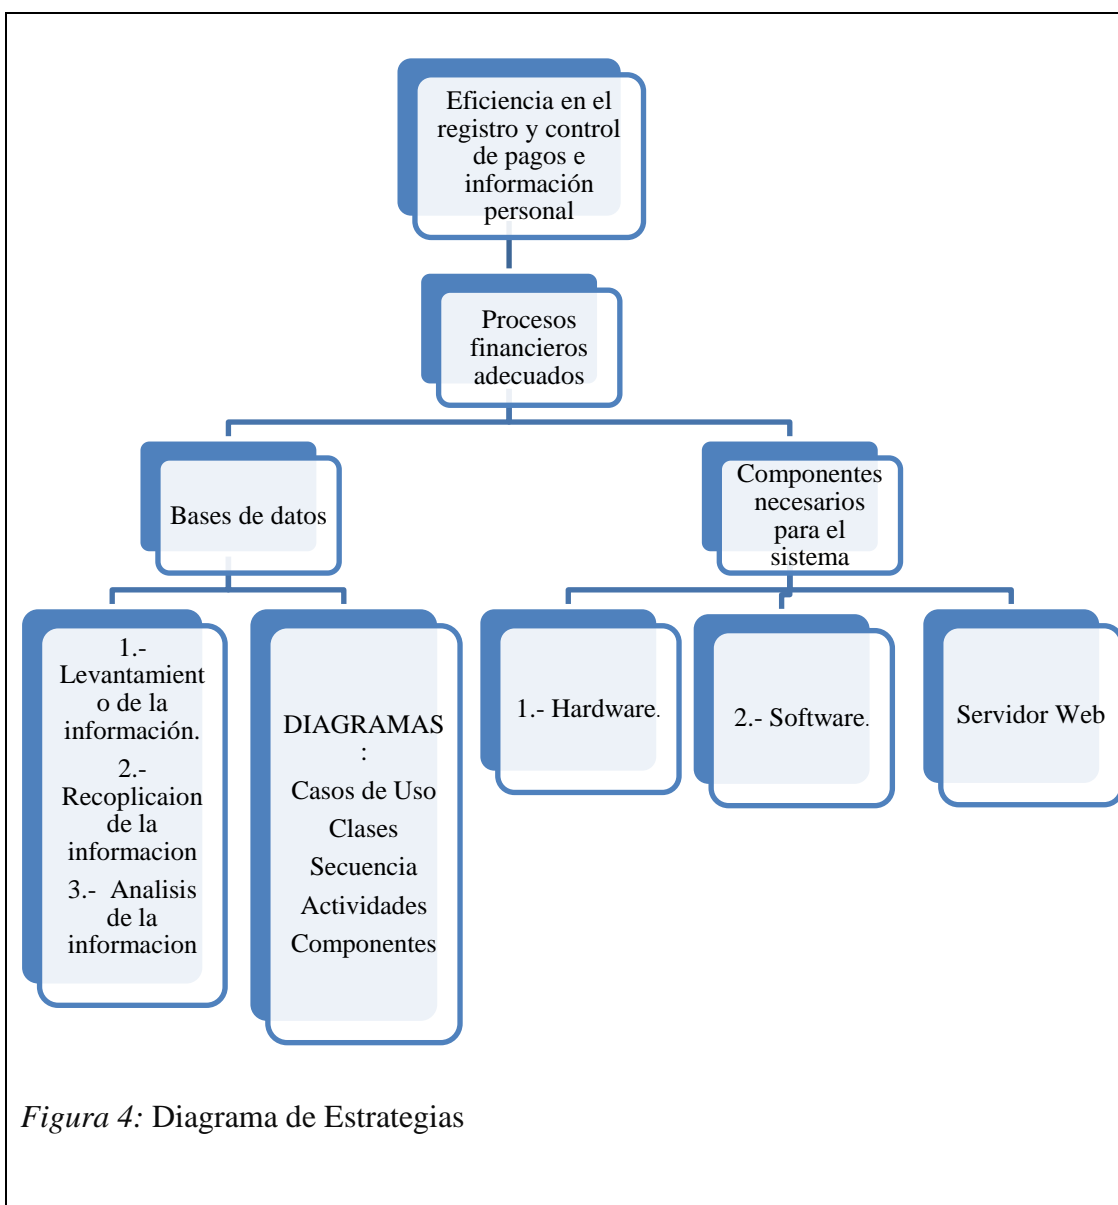 Eficiencia en el
registro y control
de pagos e
información
personal
Procesos
financieros
adecuados
Bases de datos
Componentes
necesarios
para el
sistema
1.-
Levantamient
o de la
información.
2.-
Recoplicaion
de la
informacion
3.- Analisis
de la
informacion
DIAGRAMAS
:
Casos de Uso
Clases
Secuencia
Actividades
Componentes
1.- Hardware.
2.- Software.
Servidor Web
Figura 4: Diagrama de Estrategias